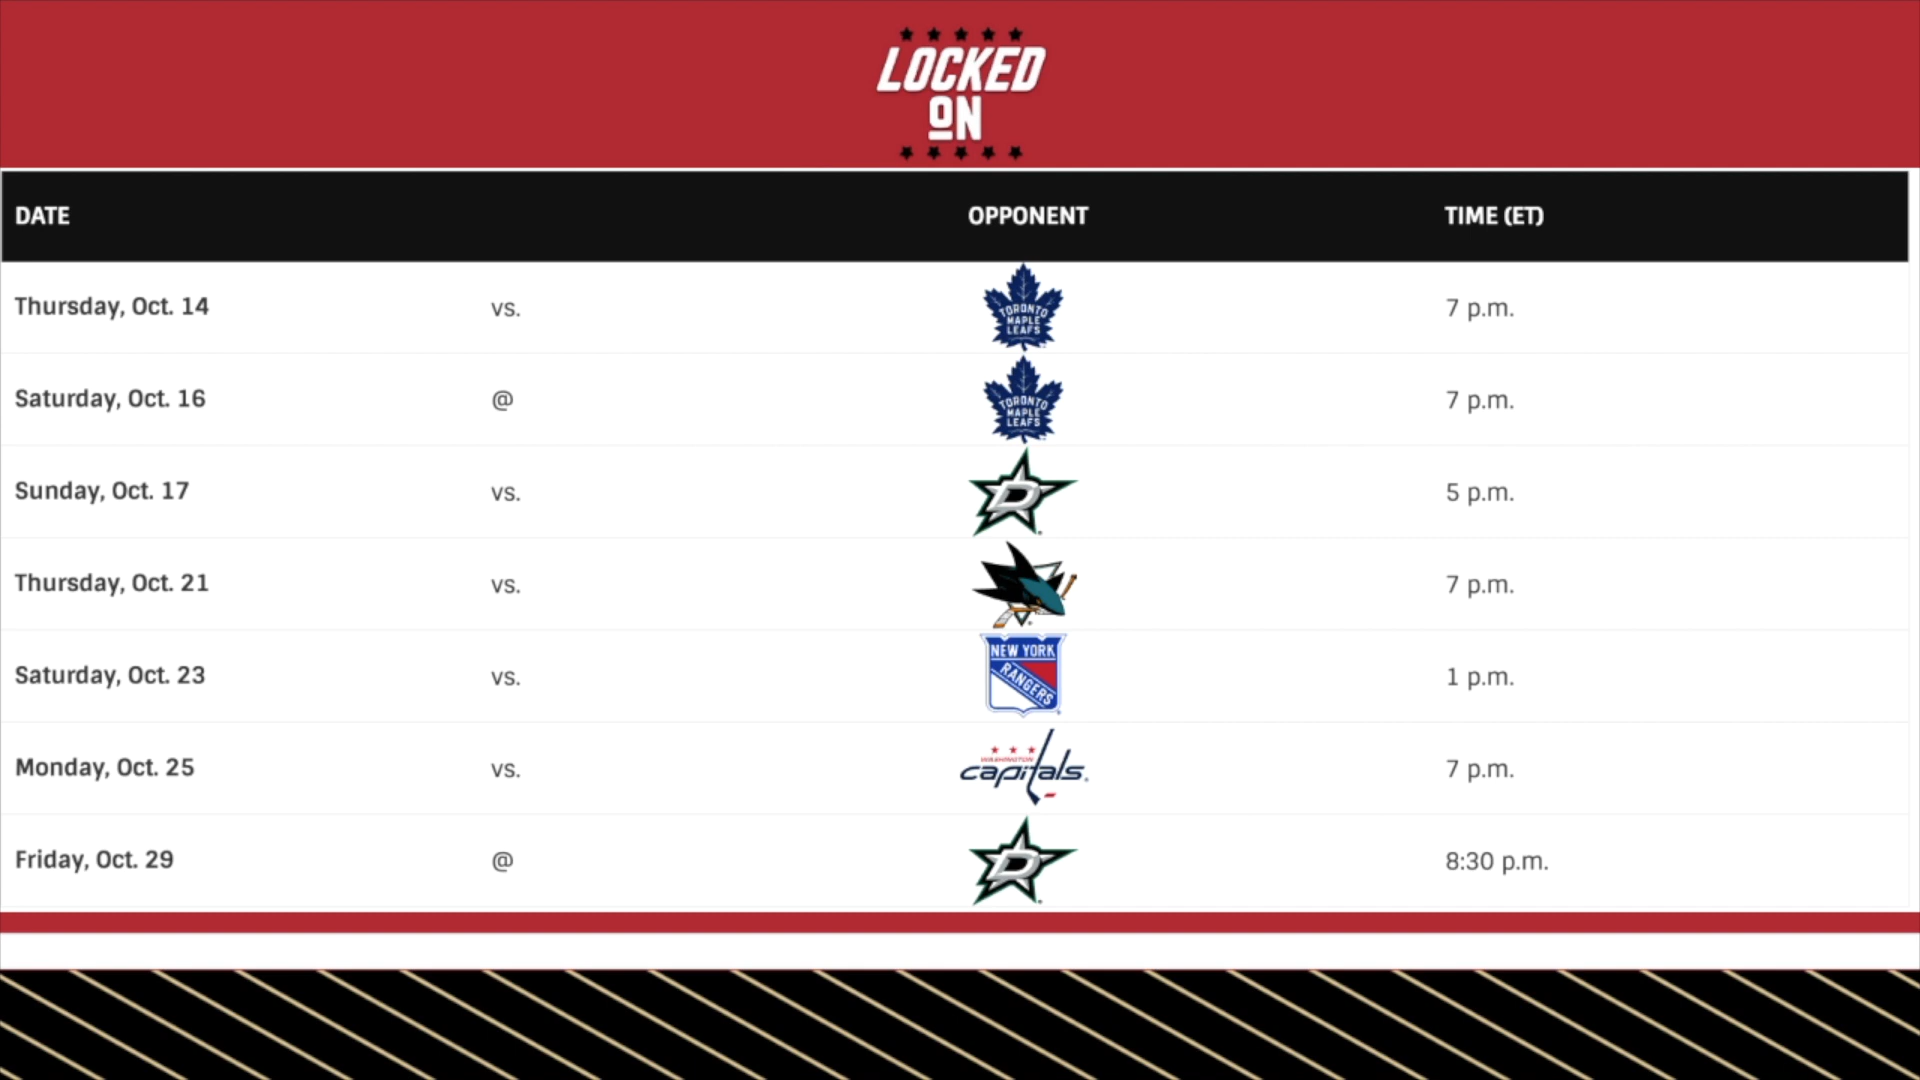 LOCKED
ON
DATE OPPONENT TIME (ET)
Thursday, Oct. 14 vs. TORONTO MAPLE LEAFS 7 p.m.
Saturday, Oct. 16 @ TORONTO MAPLE LEAFS 7 p.m.
Sunday, Oct. 17 vs. D 5 p.m.
Thursday, Oct. 21 vs. 7 p.m.
Saturday, Oct. 23 vs. NEW YORK RANGERS 1 p.m.
Monday, Oct. 25 vs. WASHINGTON capitals 7 p.m.
Friday, Oct. 29 @ D 8:30 p.m.